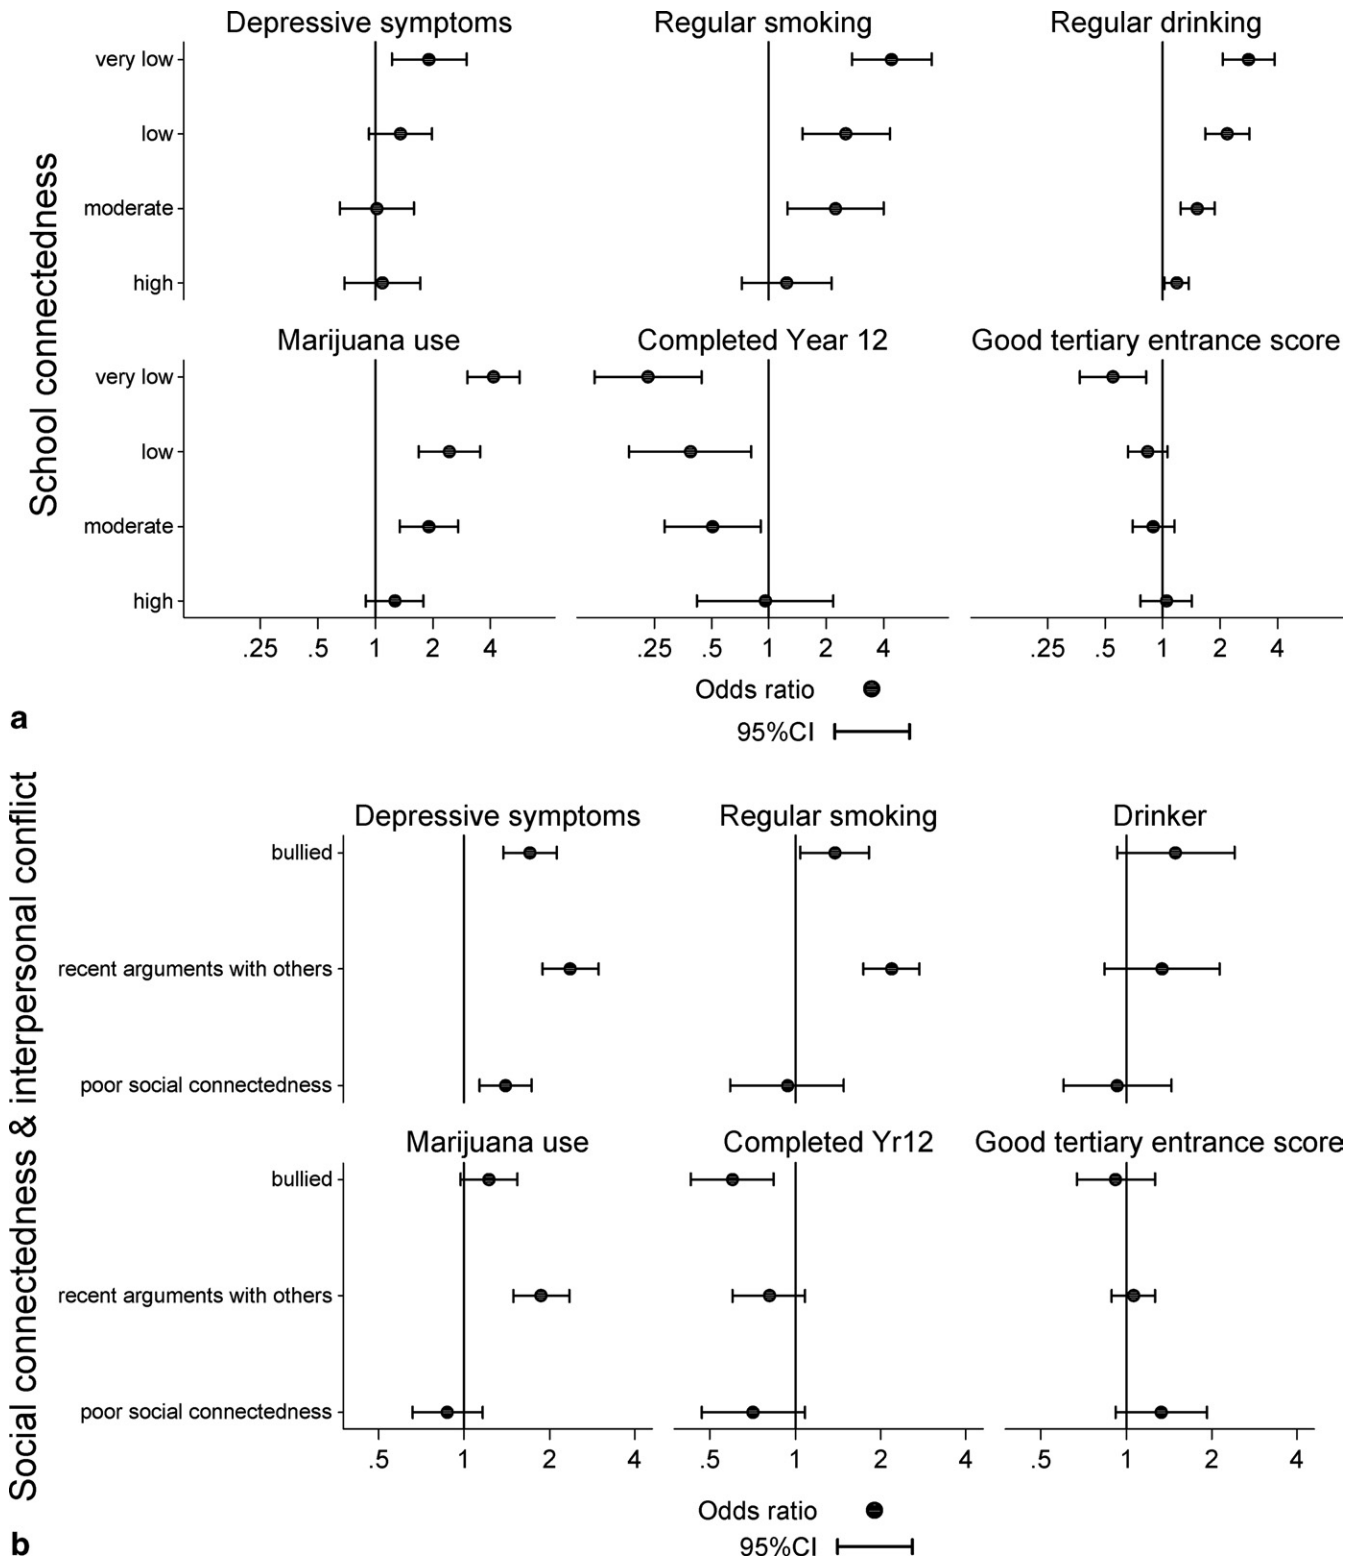 Depressive symptoms
Regular smoking
Regular drinking
School connectedness
very low
low
moderate
high
Marijuana use
Completed Year 12
Good tertiary entrance score
very low
low
moderate
high
.25 .5 1 2 4
.25 .5 1 2 4
.25 .5 1 2 4
Odds ratio
95%CI
a
Social connectedness & interpersonal conflict
Depressive symptoms
Regular smoking
Drinker
bullied
recent arguments with others
poor social connectedness
Marijuana use
Completed Yr12
Good tertiary entrance score
bullied
recent arguments with others
poor social connectedness
.5 1 2 4
.5 1 2 4
.5 1 2 4
Odds ratio
95%CI
b